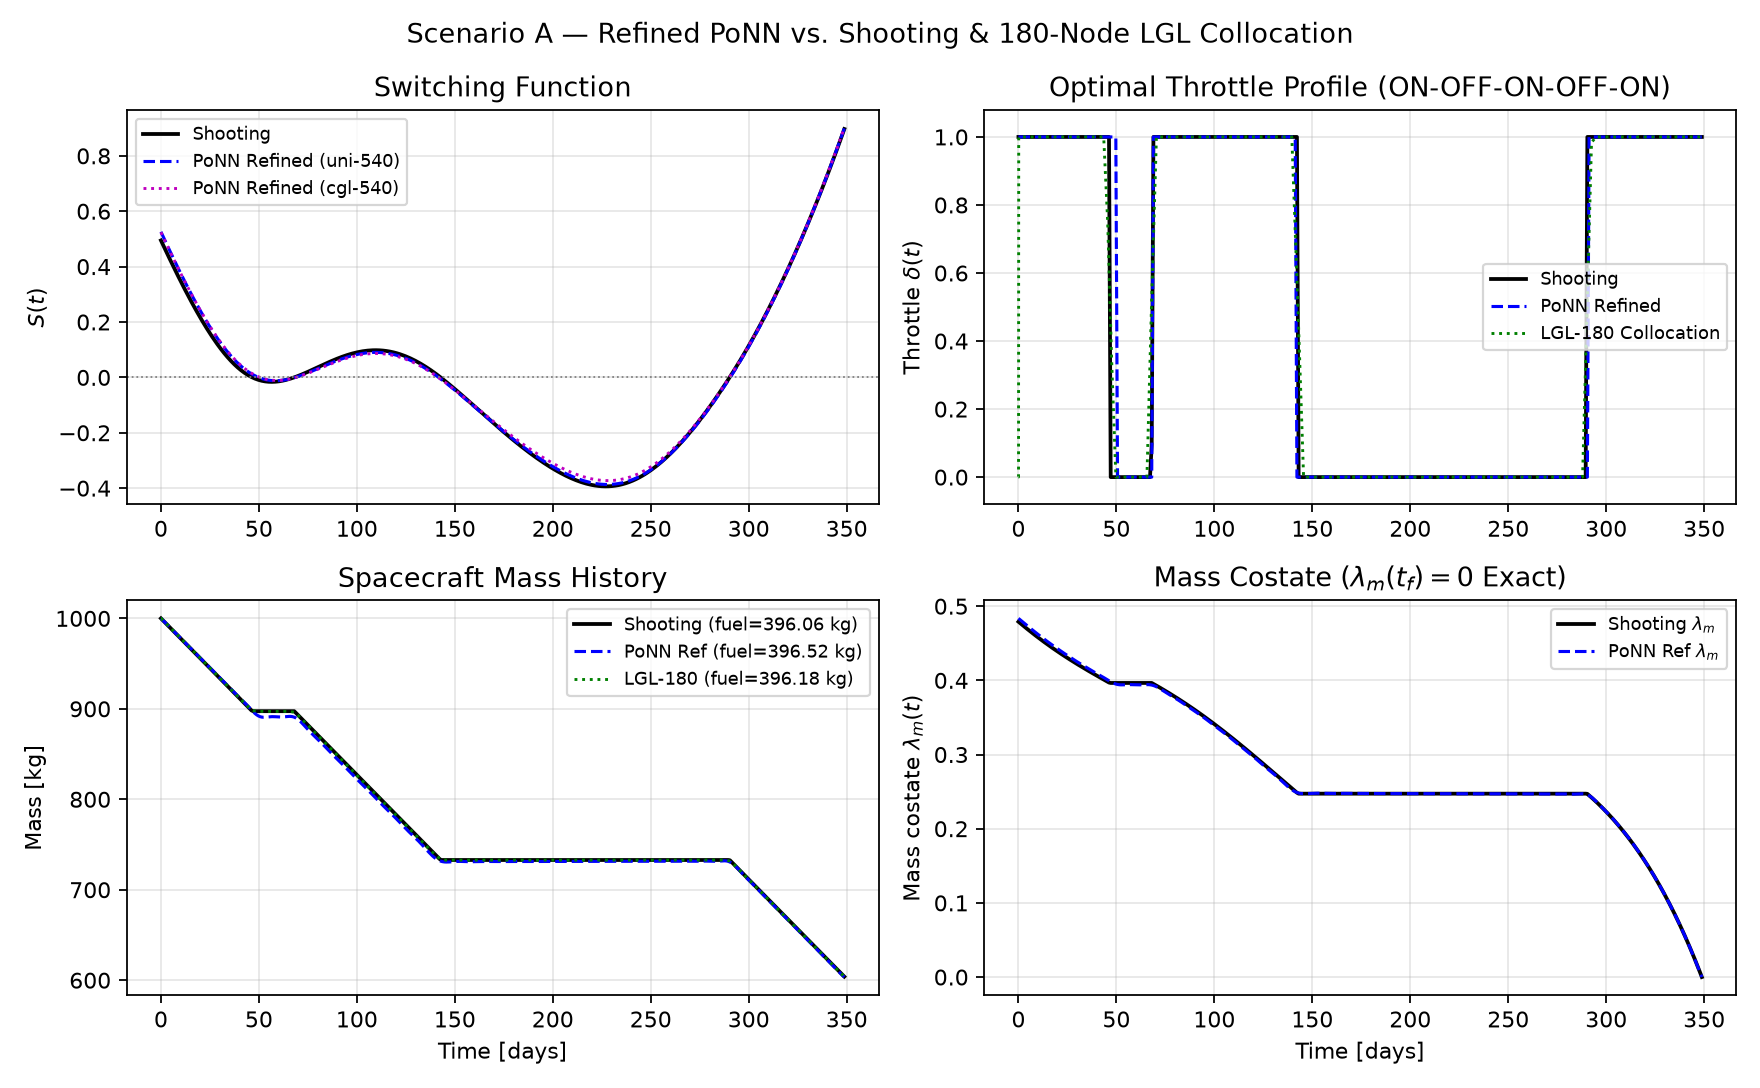 Scenario A — Refined PoNN vs. Shooting & 180-Node LGL Collocation
Switching Function
S(t)
0.8
0.6
0.4
0.2
0.0
−0.2
−0.4
Shooting
PoNN Refined (uni-540)
PoNN Refined (cgl-540)
0 50 100 150 200 250 300 350
Optimal Throttle Profile (ON-OFF-ON-OFF-ON)
Throttle δ(t)
1.0
0.8
0.6
0.4
0.2
0.0
Shooting
PoNN Refined
LGL-180 Collocation
0 50 100 150 200 250 300 350
Spacecraft Mass History
Mass [kg]
1000
900
800
700
600
Shooting (fuel=396.06 kg)
PoNN Ref (fuel=396.52 kg)
LGL-180 (fuel=396.18 kg)
0 50 100 150 200 250 300 350
Time [days]
Mass Costate (λm(tf) = 0 Exact)
Mass costate λm(t)
0.5
0.4
0.3
0.2
0.1
0.0
Shooting λm
PoNN Ref λm
0 50 100 150 200 250 300 350
Time [days]